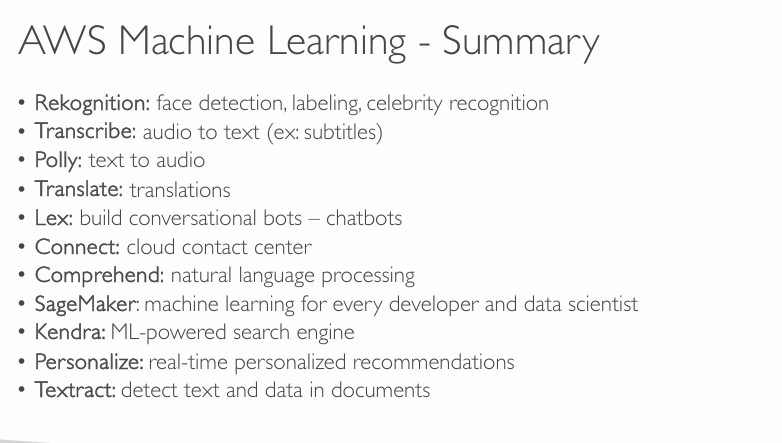 AWS Machine Learning - Summary
• Rekognition: face detection, labeling, celebrity recognition
• Transcribe: audio to text (ex: subtitles)
• Polly: text to audio
• Translate: translations
• Lex: build conversational bots – chatbots
• Connect: cloud contact center
• Comprehend: natural language processing
• SageMaker: machine learning for every developer and data scientist
• Kendra: ML-powered search engine
• Personalize: real-time personalized recommendations
• Textract: detect text and data in documents